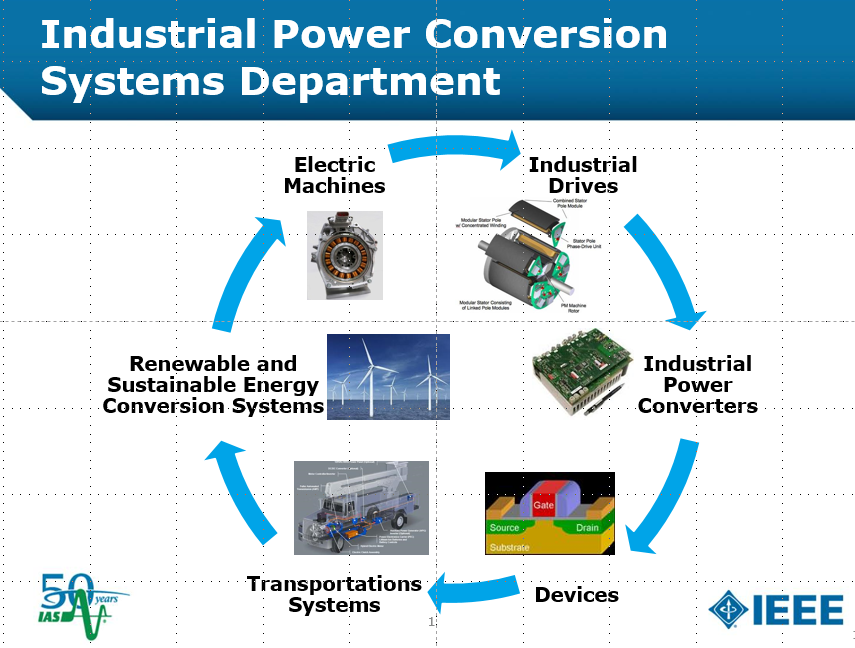 Industrial Power Conversion
Systems Department
Electric
Machines
Industrial
Drives
Combined Stator
Pole Module
Modular Stator Pole
w/ Concentrated Winding
Stator Pole
Phase-Drive Unit
Modular Stator Consisting
of Linked Pole Modules
PM Machine
Rotor
Renewable and
Sustainable Energy
Conversion Systems
Industrial
Power
Converters
Gate
Source
Drain
Substrate
Transportations
Systems
Devices
50 years
IAS
IEEE
1